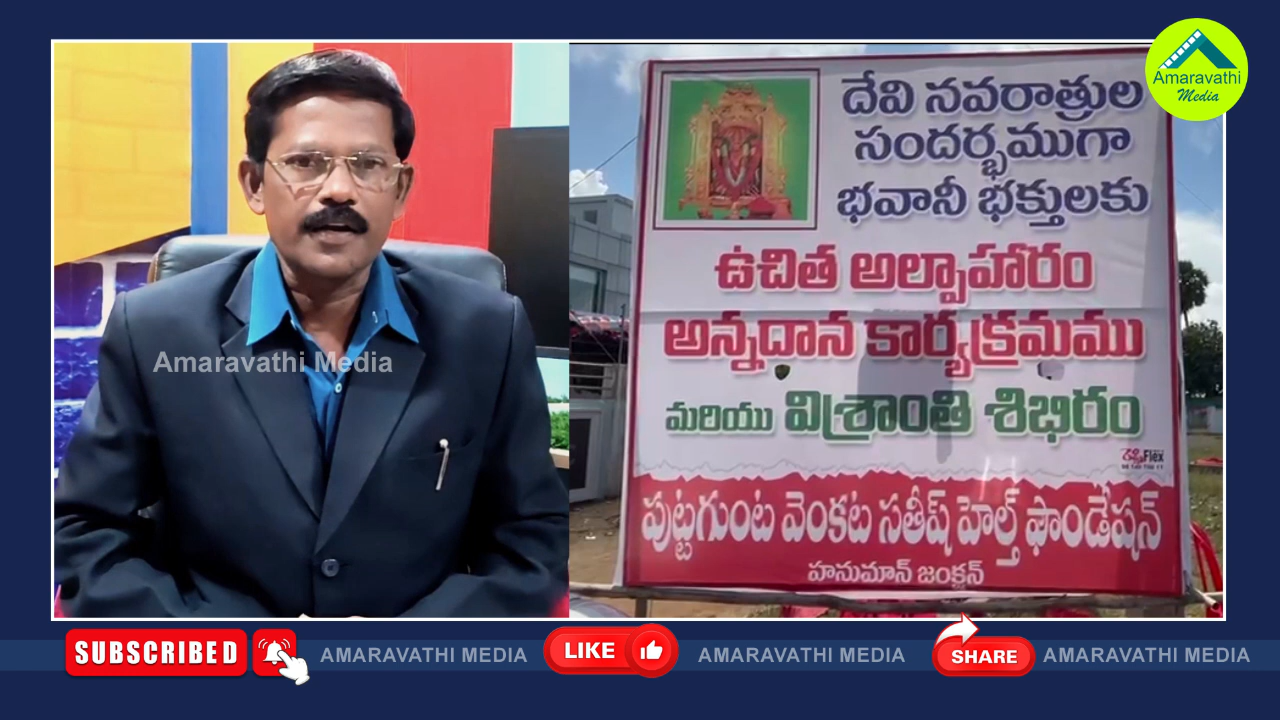 Amaravathi
Media
దేవి నవరాత్రుల
సందర్భముగా
భవానీ భక్తులకు
ఉచిత అల్పాహారం
అన్నదాన కార్యక్రమము
మరియు విశ్రాంతి శిబిరం
Flex
పుట్టగుంట వెంకట సతీష్ హెల్త్ ఫౌండేషన్
హనుమాన్ జంక్షన్
Amaravathi Media
SUBSCRIBED
AMARAVATHI MEDIA
LIKE
AMARAVATHI MEDIA
SHARE
AMARAVATHI MEDIA